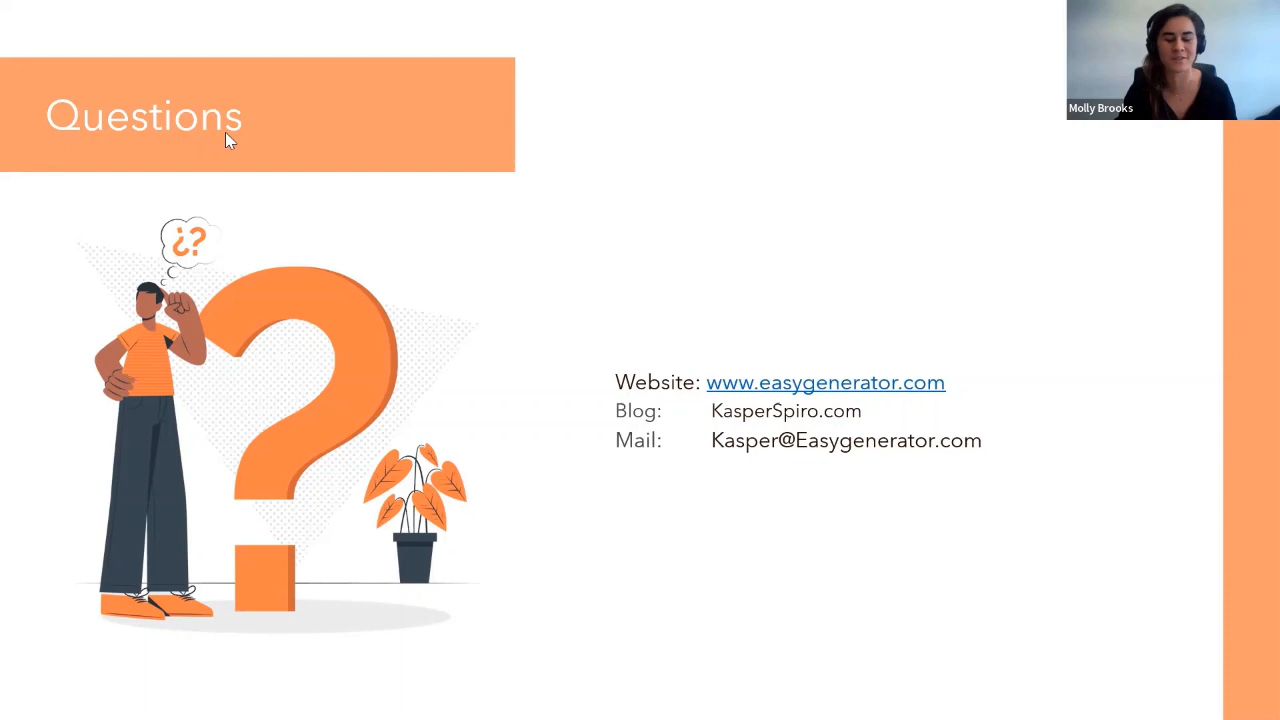 Questions
¿?
Molly Brooks
Website: www.easygenerator.com
Blog: KasperSpiro.com
Mail: Kasper@Easygenerator.com